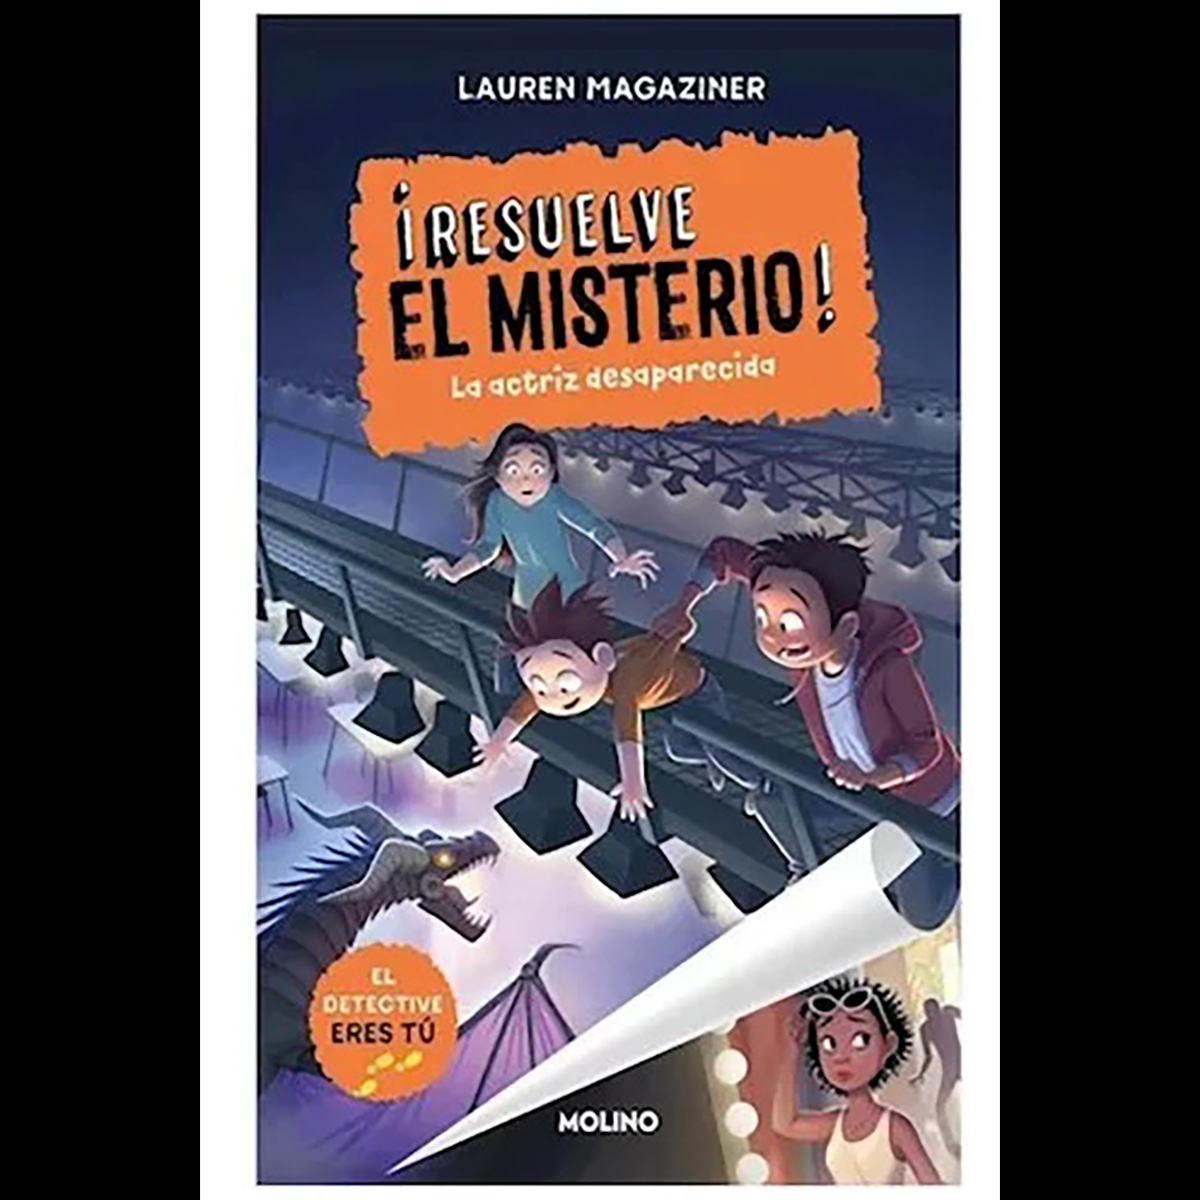 LAUREN MAGAZINER
¡RESUELVE
EL MISTERIO!
La actriz desaparecida
EL
DETECTIVE
ERES TÚ
MOLINO